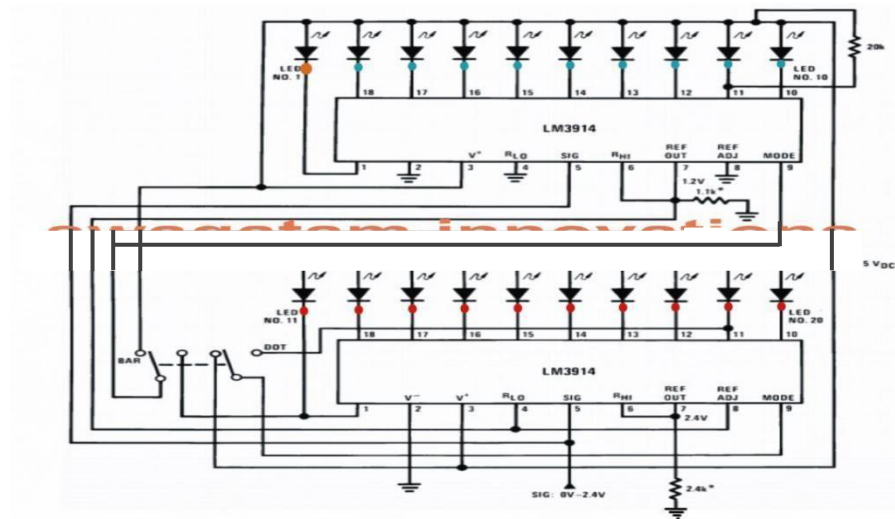 20k
LED
NO. 1
LED
NO. 10
18 17 16 15 14 13 12 11 10
LM3914
V+ RLO SIG RHI REF OUT REF ADJ MODE
1 2 3 4 5 6 7 8 9
1.2V
1.1k*
swagatam innovations
5 VDC
LED
NO. 11
LED
NO. 20
18 17 16 15 14 13 12 11 10
BAR
DOT
LM3914
V− V+ RLO SIG RHI REF OUT REF ADJ MODE
1 2 3 4 5 6 7 8 9
2.4V
SIG: 0V–2.4V
2.4k*